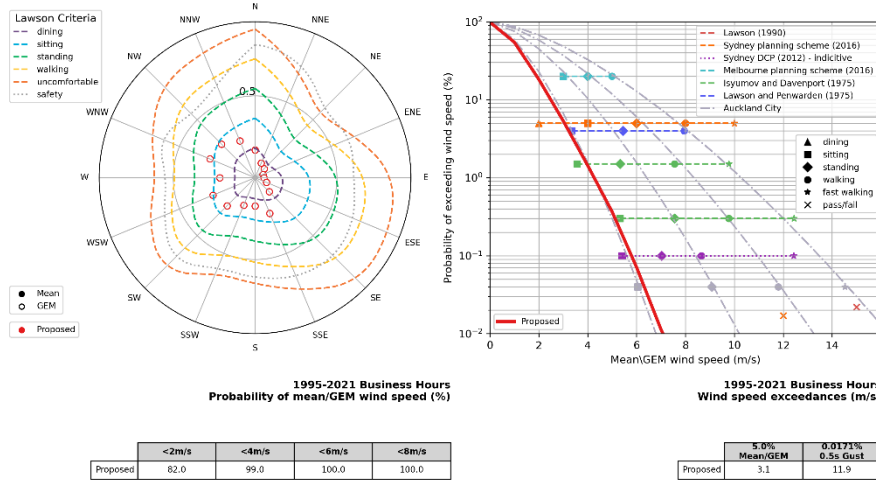 Lawson Criteria
dining
sitting
standing
walking
uncomfortable
safety
Mean
GEM
Proposed
N
NNE
NE
ENE
E
ESE
SE
SSE
S
SSW
SW
WSW
W
WNW
NW
NNW
0.5
1995-2021 Business Hours
Probability of mean/GEM wind speed (%)
<2m/s <4m/s <6m/s <8m/s
Proposed 82.0 99.0 100.0 100.0
Probability of exceeding wind speed (%)
10² 
10¹
10⁰
10⁻¹
10⁻²
0 2 4 6 8 10 12 14
Mean\GEM wind speed (m/s)
Lawson (1990)
Sydney planning scheme (2016)
Sydney DCP (2012) - Indicitive
Melbourne planning scheme (2016)
Isyumov and Davenport (1975)
Lawson and Penwarden (1975)
Auckland City
dining
sitting
standing
walking
fast walking
pass/fail
Proposed
1995-2021 Business Hours
Wind speed exceedances (m/s
5.0% 0.0171%
Mean/GEM 0.5s Gust
Proposed 3.1 11.9